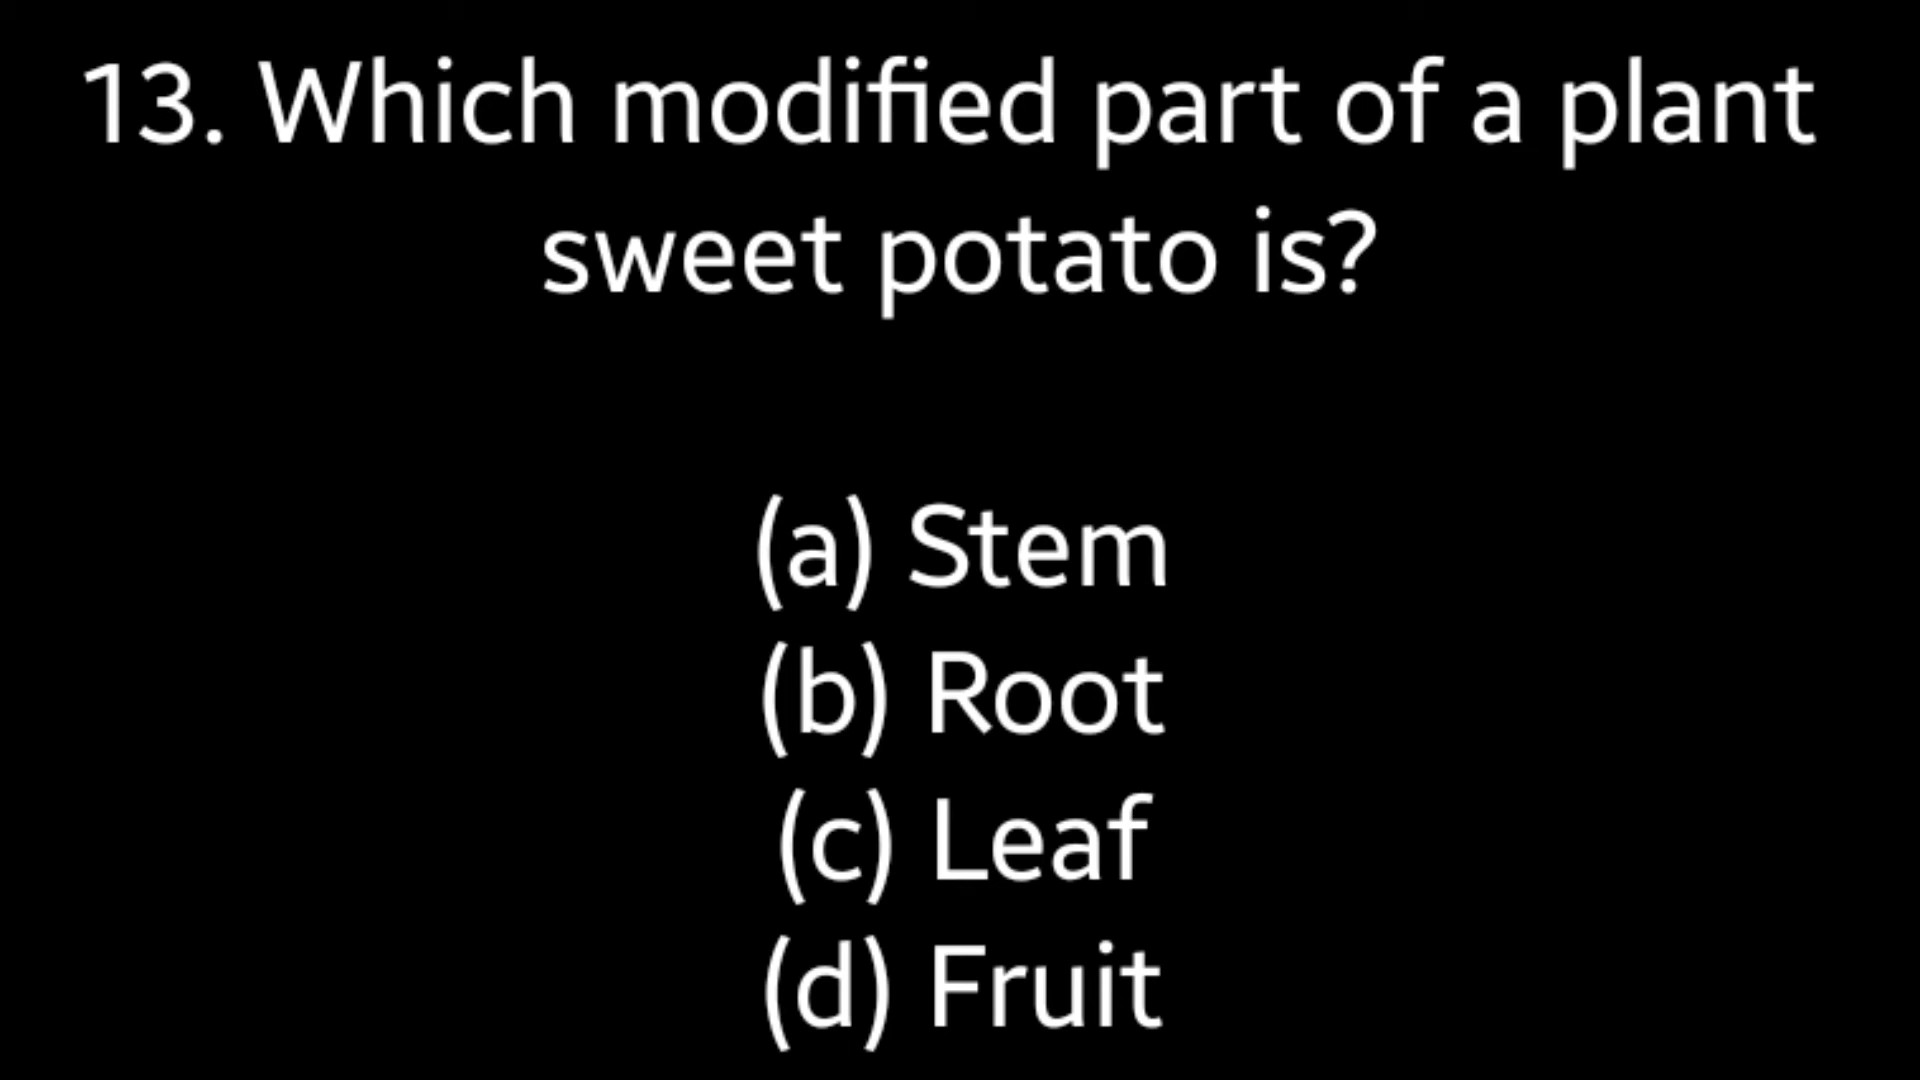 13. Which modified part of a plant
sweet potato is?
(a) Stem
(b) Root
(c) Leaf
(d) Fruit